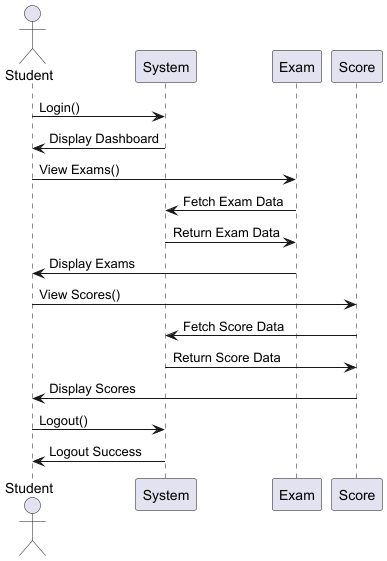 Student
System
Exam
Score
Login()
Display Dashboard
View Exams()
Fetch Exam Data
Return Exam Data
Display Exams
View Scores()
Fetch Score Data
Return Score Data
Display Scores
Logout()
Logout Success
Student
System
Exam
Score